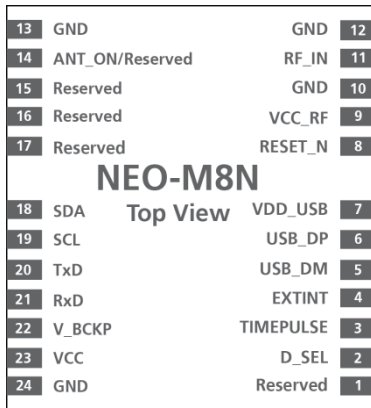 13 GND GND 12
14 ANT_ON/Reserved RF_IN 11
15 Reserved GND 10
16 Reserved VCC_RF 9
17 Reserved RESET_N 8
NEO-M8N
Top View
18 SDA VDD_USB 7
19 SCL USB_DP 6
20 TxD USB_DM 5
21 RxD EXTINT 4
22 V_BCKP TIMEPULSE 3
23 VCC D_SEL 2
24 GND Reserved 1